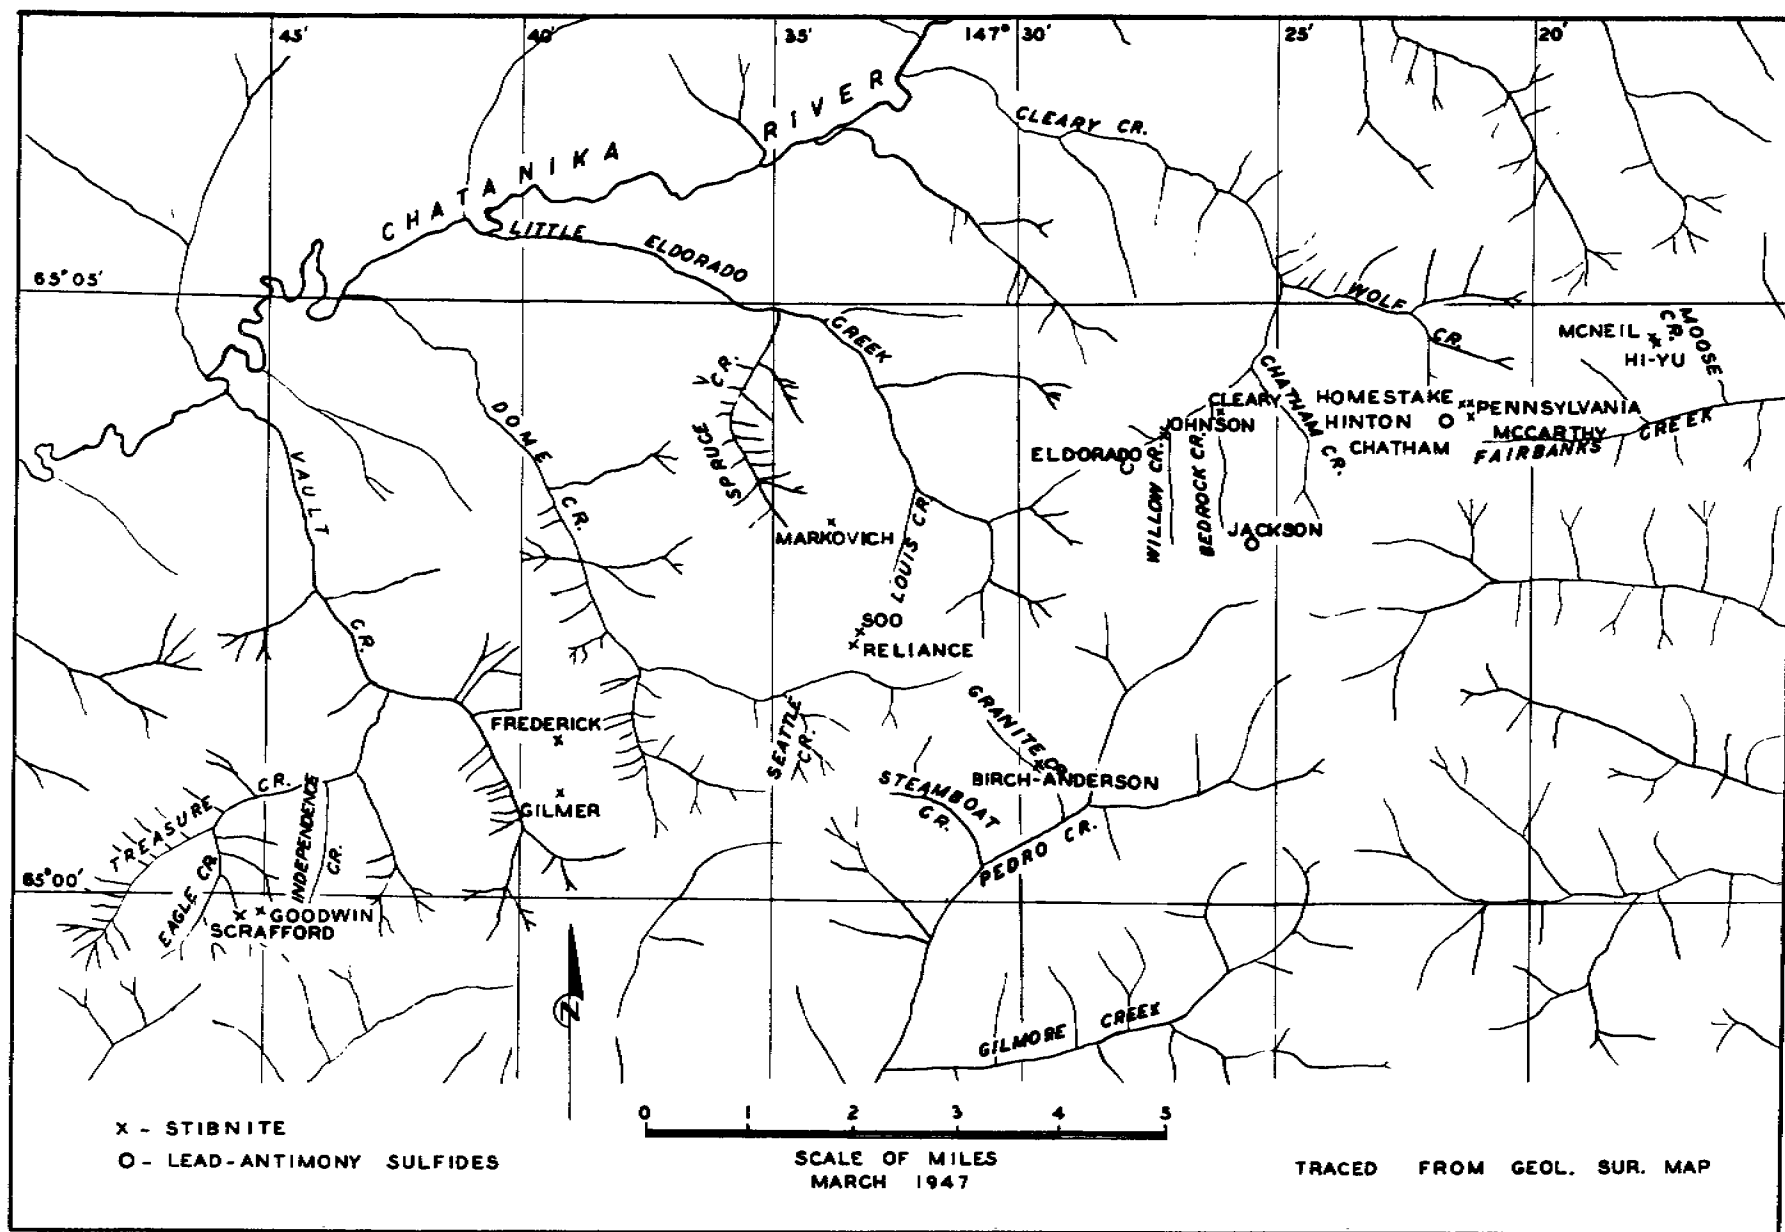 45'
40'
35'
147° 30'
25'
20'
CHATANIKA RIVER
CLEARY CR.
LITTLE ELDORADO CREEK
65° 05'
WOLF CR.
MOOSE CR.
MCNEIL
HI-YU
SPRUCE CR.
CHATHAM CR.
CLEARY
HOMESTAKE
PENNSYLVANIA
JOHNSON
HINTON
MCCARTHY
ELDORADO
CHATHAM
FAIRBANKS CREEK
DOME CR.
VAULT CR.
WILLOW CR.
BEDROCK CR.
JACKSON
MARKOVICH
LOUIS CR.
SOO
RELIANCE
FREDERICK
SEATTLE CR.
GRANITE CR.
BIRCH-ANDERSON
STEAMBOAT CR.
PEDRO CR.
GILMER
TREASURE CR.
INDEPENDENCE CR.
EAGLE CR.
65° 00'
GOODWIN
SCRAFFORD
N
GILMORE CREEK
X - STIBNITE
O - LEAD-ANTIMONY SULFIDES
0 1 2 3 4 5
SCALE OF MILES
MARCH 1947
TRACED FROM GEOL. SUR. MAP